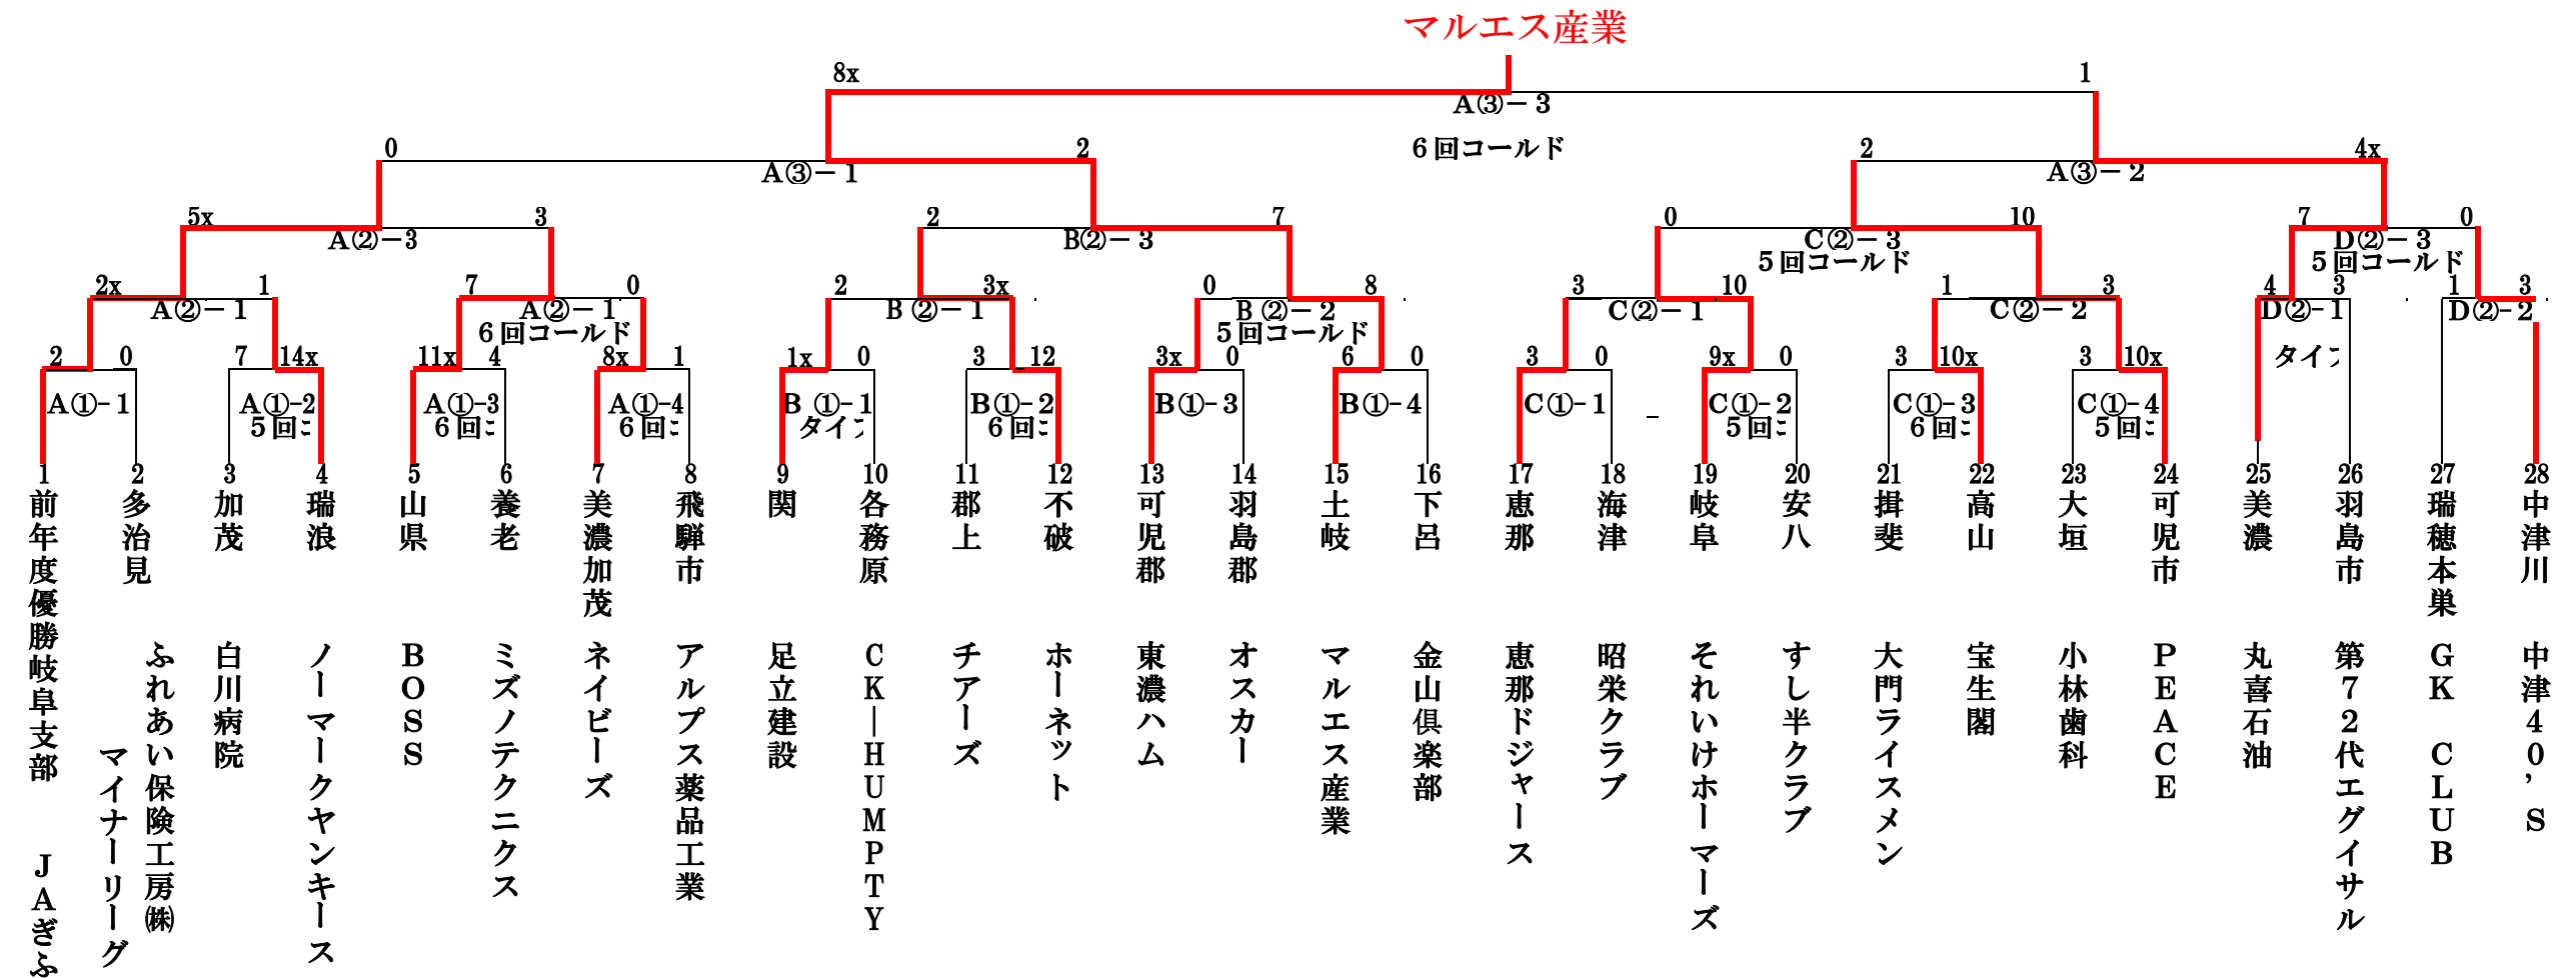 マルエス産業
8x 1
A③－3
6回コールド
0 2 2 4x
A③－1 A③－2
5x 3 2 7 0 10 7 0
A②－3 B②－3 C②－3 D②－3
5回コールド 5回コールド
2x 1 7 0 2 3x 0 8 3 10 1 3 4 3 1 3
A②－1 A②－1 B②－1 B②－2 C②－1 C②－2 D②-1 D②-2
6回コールド 5回コールド
2 0 7 14x 11x 4 8x 1 1x 0 3 12 3x 0 6 0 3 0 9x 0 3 10x 3 10x
タイ
A①-1 A①-2 A①-3 A①-4 B①-1 B①-2 B①-3 B①-4 C①-1 C①-2 C①-3 C①-4
5回 6回 6回 タイ 6回 5回 6回 5回
1 2 3 4 5 6 7 8 9 10 11 12 13 14 15 16 17 18 19 20 21 22 23 24 25 26 27 28
前年度優勝岐阜支部 JAぎふ
多治見 ふれあい保険工房㈱
マイナーリーグ
加茂 白川病院
瑞浪 ノーマークヤンキース
山県 BOSS
養老 ミズノテクニクス
美濃加茂 ネイビーズ
飛騨市 アルプス薬品工業
関 足立建設
各務原 CK―HUMPTY
郡上 チアーズ
不破 ホーネット
可児郡 東濃ハム
羽島郡 オスカー
土岐 マルエス産業
下呂 金山倶楽部
恵那 恵那ドジャース
海津 昭栄クラブ
岐阜 それいけホーマーズ
安八 すし半クラブ
揖斐 大門ライスメン
高山 宝生閣
大垣 小林歯科
可児市 PEACE
美濃 丸喜石油
羽島市 第72代エグイサル
瑞穂本巣 GK CLUB
中津川 中津40'S